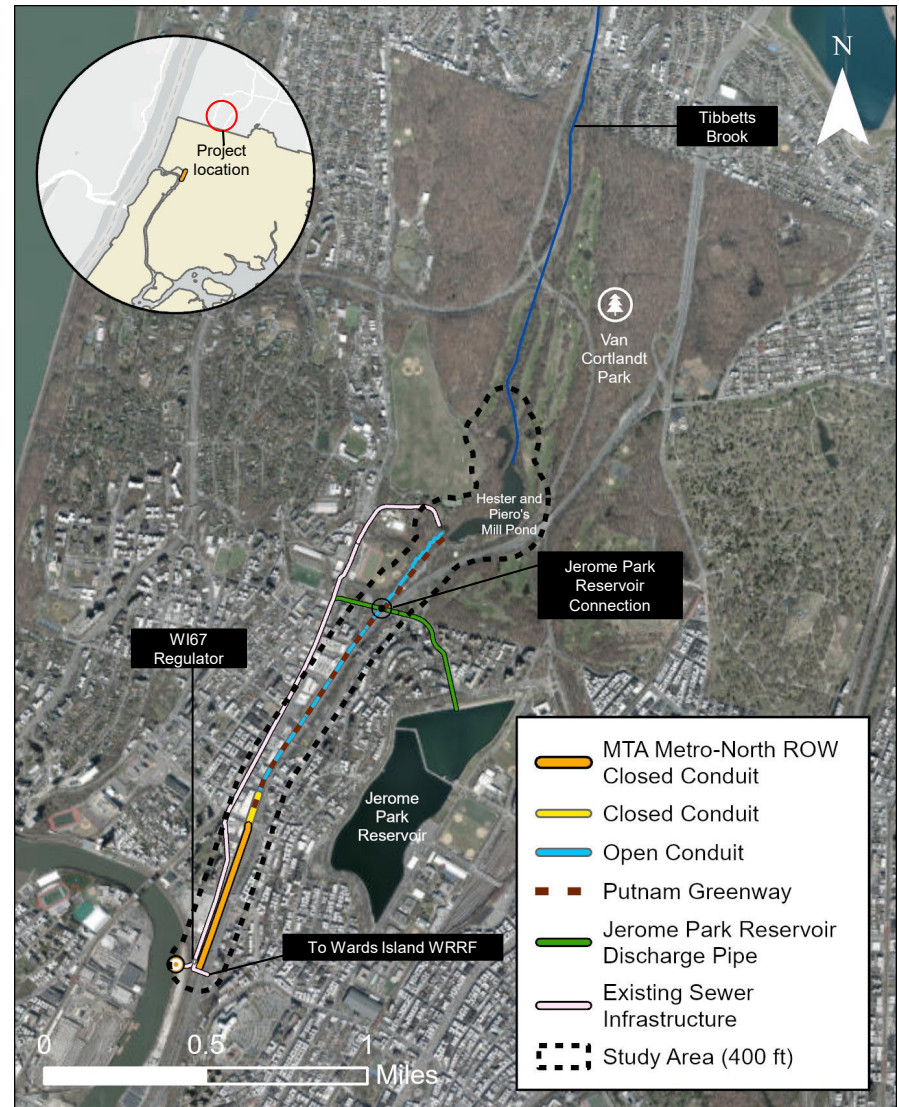 N
Tibbetts
Brook
Project
location
Van
Cortlandt
Park
Hester and
Piero's
Mill Pond
Jerome Park
Reservoir
Connection
WI67
Regulator
Jerome
Park
Reservoir
To Wards Island WRRF
0 0.5 1
Miles
MTA Metro-North ROW
Closed Conduit
Closed Conduit
Open Conduit
Putnam Greenway
Jerome Park Reservoir
Discharge Pipe
Existing Sewer
Infrastructure
Study Area (400 ft)